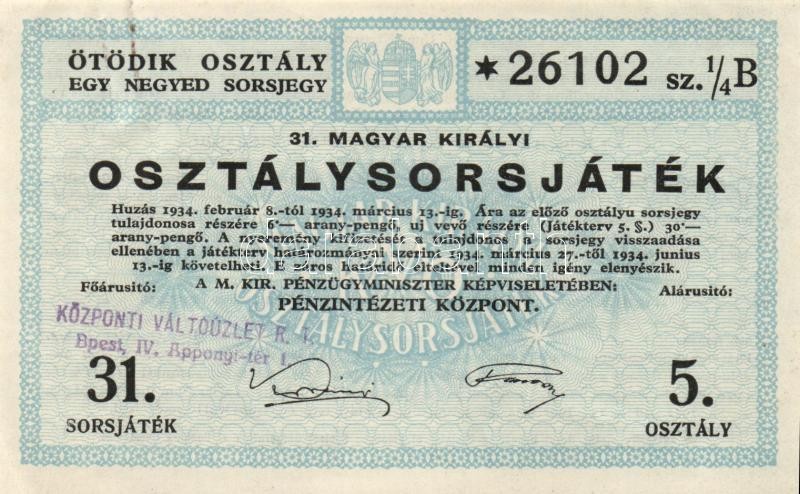 ÖTÖDIK OSZTÁLY
EGY NEGYED SORSJEGY
★26102 SZ. 1/4 B
31. MAGYAR KIRÁLYI
OSZTÁLYSORSJÁTÉK
Huzás 1934. február 8.-tól 1934. március 13.-ig. Ára az előző osztályu sorsjegy
tulajdonosa részére 6— arany-pengő, uj vevő részére (Játékterv 5. §.) 30—
arany-pengő. A nyeremény kifizetését a tulajdonos a sorsjegy visszaadása
ellenében a játékterv határozmányai szerint 1934. március 27.-től 1934. junius
13.-ig követelheti. E záros határidő elteltével minden igény elenyészik.
Főárusitó: A M. KIR. PÉNZÜGYMINISZTER KÉPVISELETÉBEN: Alárusitó:
PÉNZINTÉZETI KÖZPONT.
KÖZPONTI VÁLTÓÜZLET R. T.
Bpest, IV. Apponyi-tér 1.
31.
SORSJÁTÉK
5.
OSZTÁLY
OSZTÁLYSORSJÁTÉK